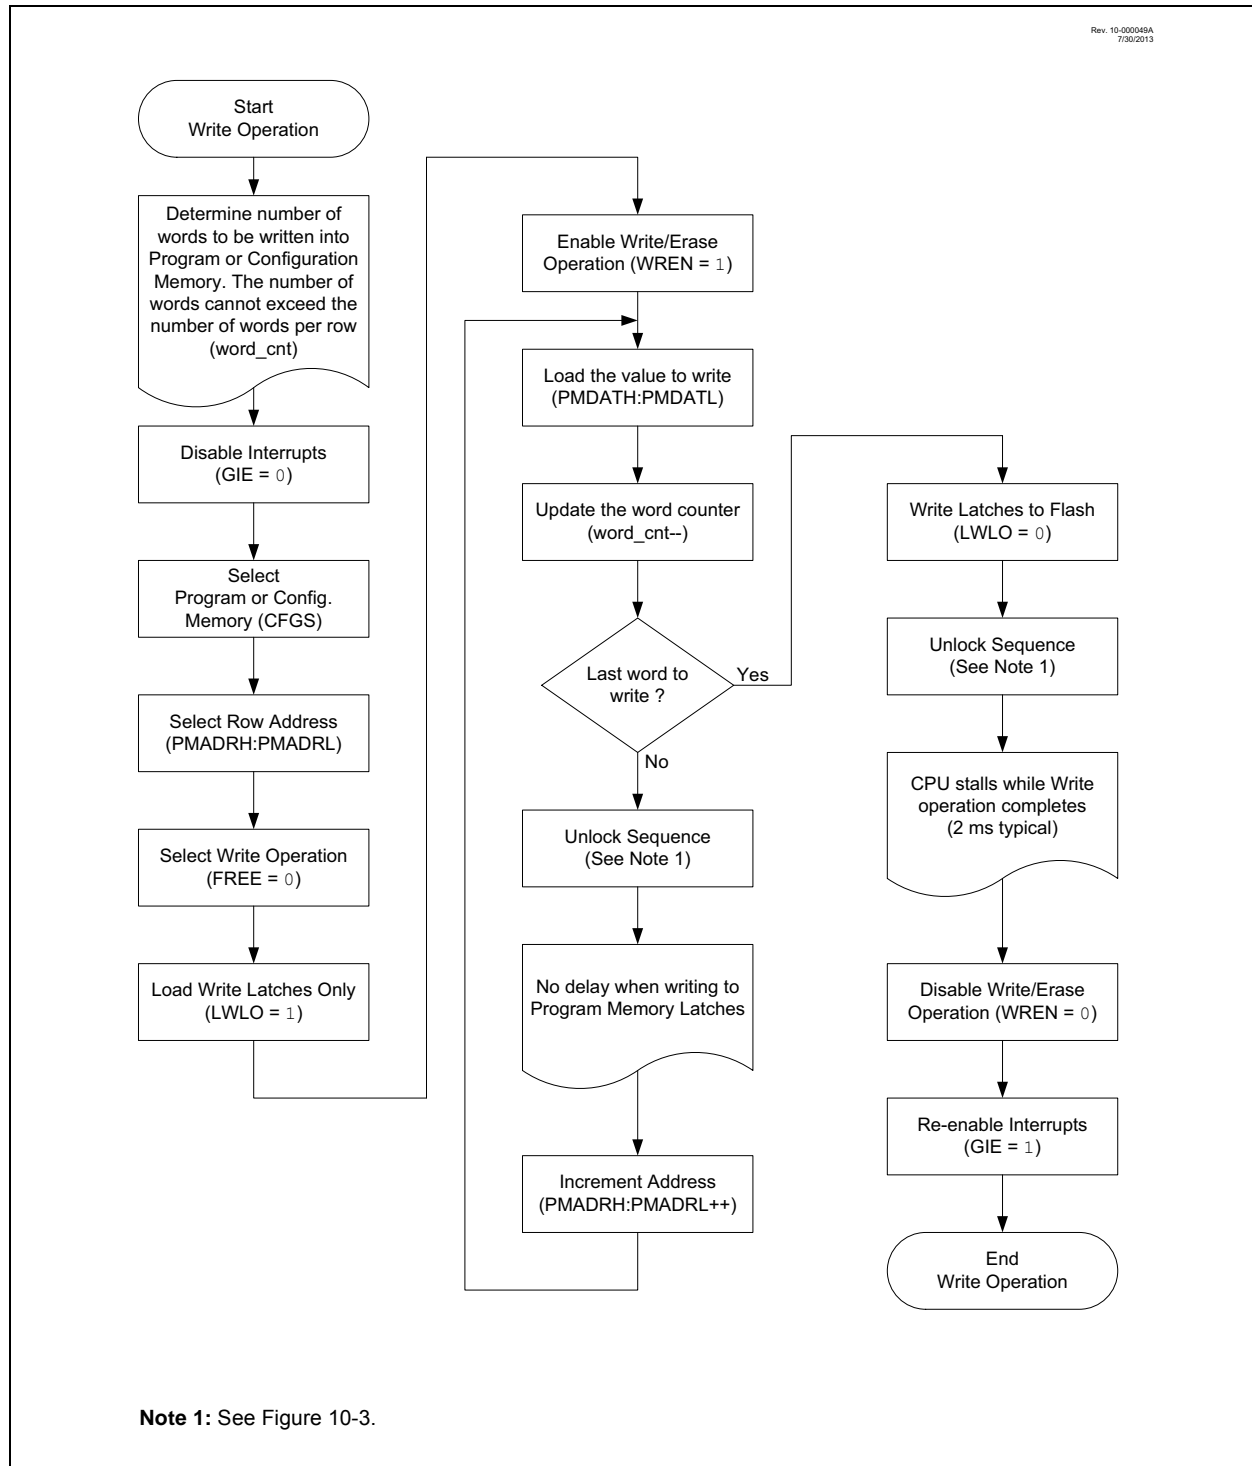 Rev. 10-000049A
7/30/2013
Start
Write Operation
Determine number of
words to be written into
Program or Configuration
Memory. The number of
words cannot exceed the
number of words per row
(word_cnt)
Disable Interrupts
(GIE = 0)
Select
Program or Config.
Memory (CFGS)
Select Row Address
(PMADRH:PMADRL)
Select Write Operation
(FREE = 0)
Load Write Latches Only
(LWLO = 1)
Enable Write/Erase
Operation (WREN = 1)
Load the value to write
(PMDATH:PMDATL)
Update the word counter
(word_cnt--)
Last word to
write ?
Yes
No
Unlock Sequence
(See Note 1)
No delay when writing to
Program Memory Latches
Increment Address
(PMADRH:PMADRL++)
Write Latches to Flash
(LWLO = 0)
Unlock Sequence
(See Note 1)
CPU stalls while Write
operation completes
(2 ms typical)
Disable Write/Erase
Operation (WREN = 0)
Re-enable Interrupts
(GIE = 1)
End
Write Operation
Note 1: See Figure 10-3.